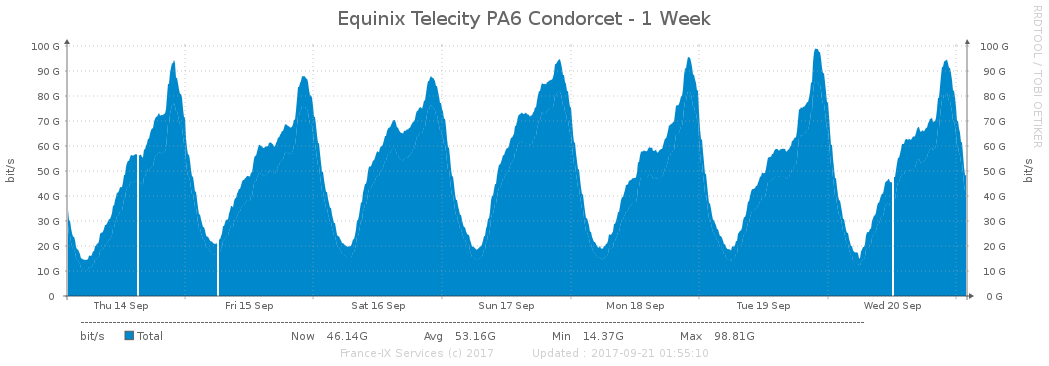 Equinix Telecity PA6 Condorcet - 1 Week
RRDTOOL / TOBI OETIKER
bit/s
100 G
90 G
80 G
70 G
60 G
50 G
40 G
30 G
20 G
10 G
0
100 G
90 G
80 G
70 G
60 G
50 G
40 G
30 G
20 G
10 G
0 G
bit/s
Thu 14 Sep Fri 15 Sep Sat 16 Sep Sun 17 Sep Mon 18 Sep Tue 19 Sep Wed 20 Sep
bit/s Total Now 46.14G Avg 53.16G Min 14.37G Max 98.81G
France-IX Services (c) 2017 Updated : 2017-09-21 01:55:10